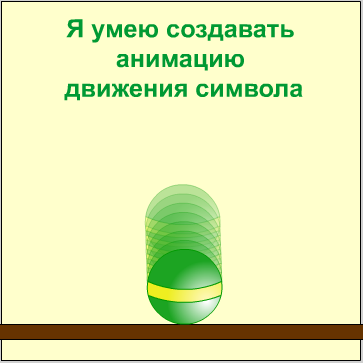 Я умею создавать
анимацию
движения символа